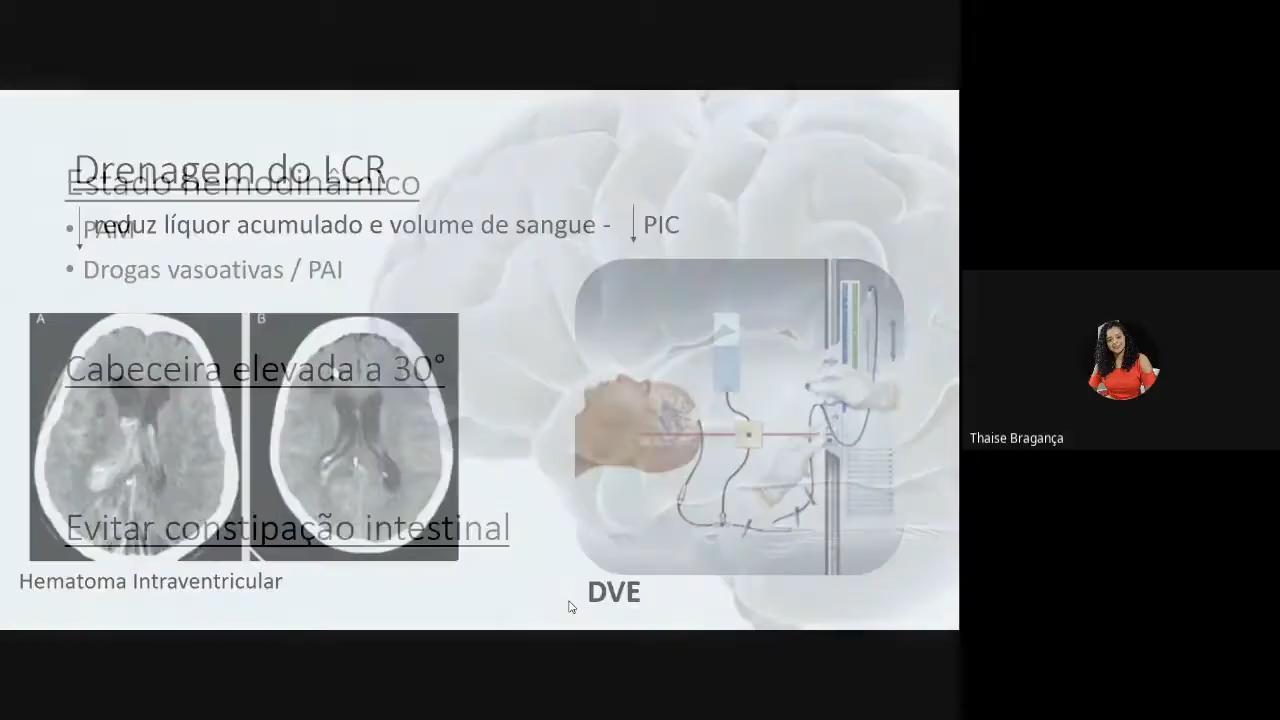 Drenagem do LCR
Estado hemodinâmico
reduz líquor acumulado e volume de sangue - PIC
• PAM
• Drogas vasoativas / PAI
A
B
Cabeceira elevada a 30°
Evitar constipação intestinal
Hematoma Intraventricular
DVE
Thaise Bragança